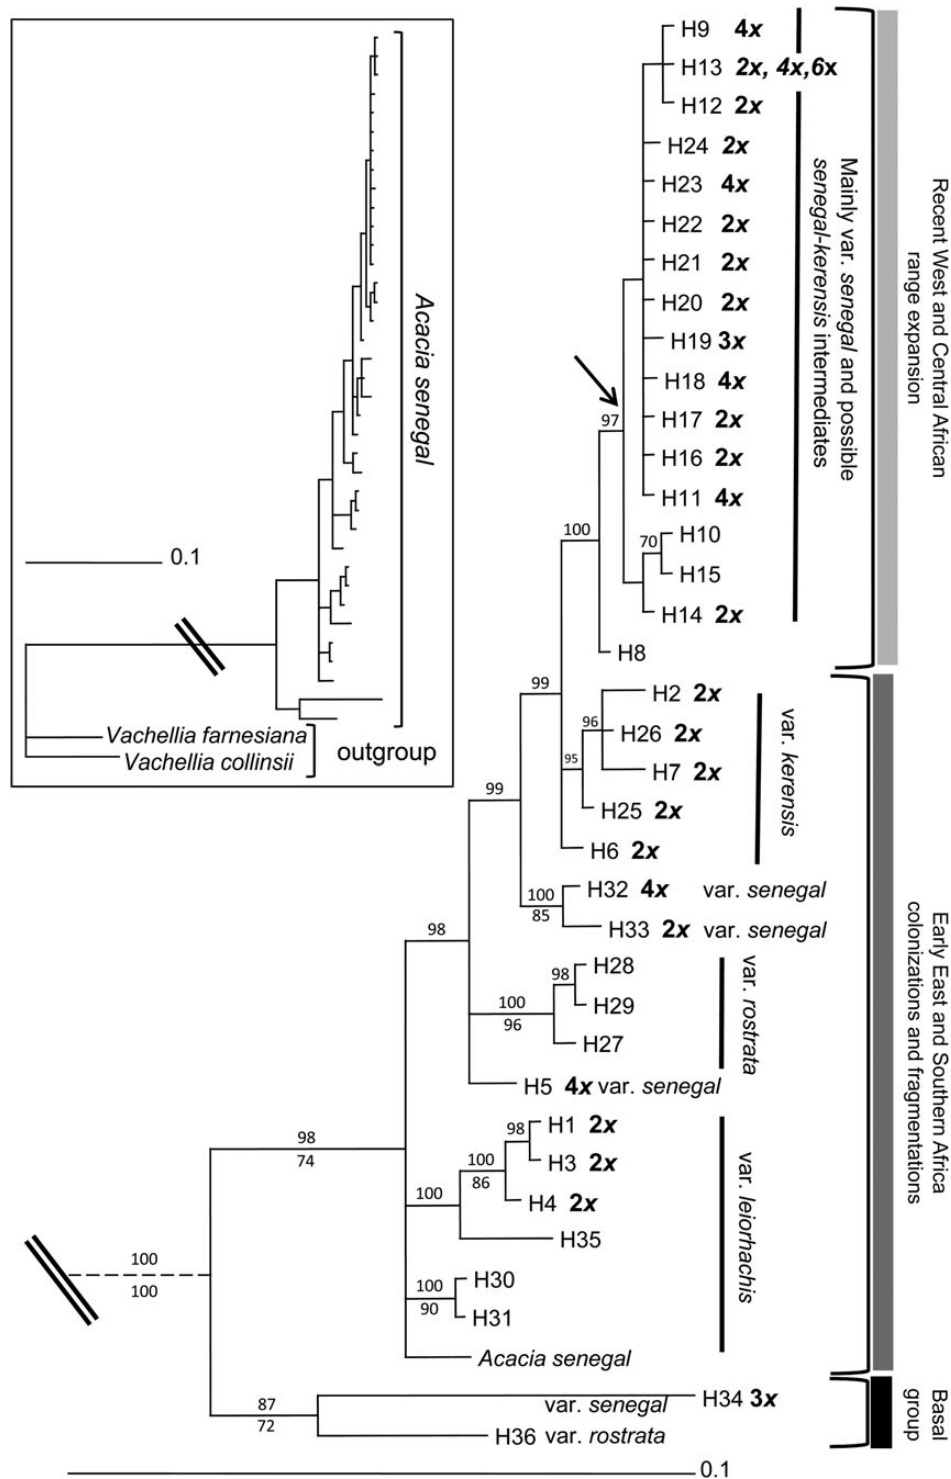 Acacia senegal
0.1
Vachellia farnesiana
Vachellia collinsii
outgroup
H9 4x
H13 2x, 4x,6x
H12 2x
H24 2x
H23 4x
H22 2x
H21 2x
H20 2x
H19 3x
H18 4x
97
H17 2x
H16 2x
H11 4x
100
H10
70
H15
H14 2x
H8
Mainly var. senegal and possible
senegal-kerensis intermediates
Recent West and Central African
range expansion
99
H2 2x
96
H26 2x
95
H7 2x
H25 2x
H6 2x
var. kerensis
99
100
85
H32 4x var. senegal
H33 2x var. senegal
98
98
H28
100
96
H29
H27
var. rostrata
H5 4x var. senegal
98
74
98
H1 2x
H3 2x
100
86
H4 2x
100
H35
100
90
H30
H31
Acacia senegal
var. leiorhachis
Early East and Southern Africa
colonizations and fragmentations
100
100
87
72
var. senegal
H34 3x
H36 var. rostrata
Basal
group
0.1